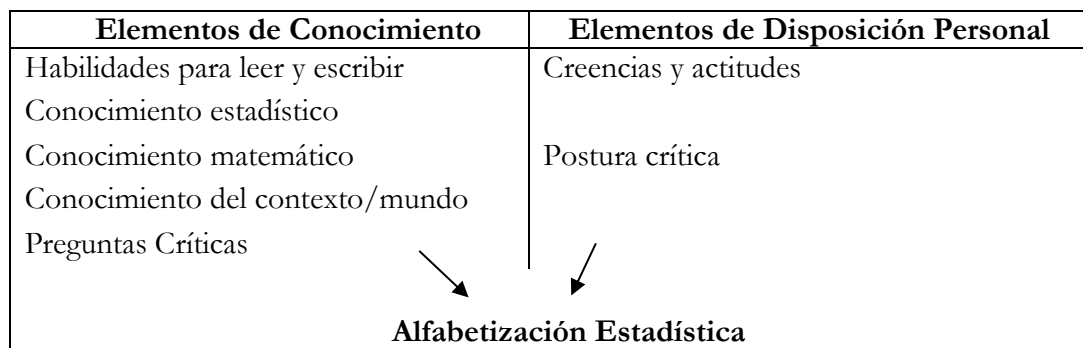 Elementos de Conocimiento
Elementos de Disposición Personal
Habilidades para leer y escribir
Creencias y actitudes
Conocimiento estadístico
Conocimiento matemático
Postura crítica
Conocimiento del contexto/mundo
Preguntas Críticas
Alfabetización Estadística